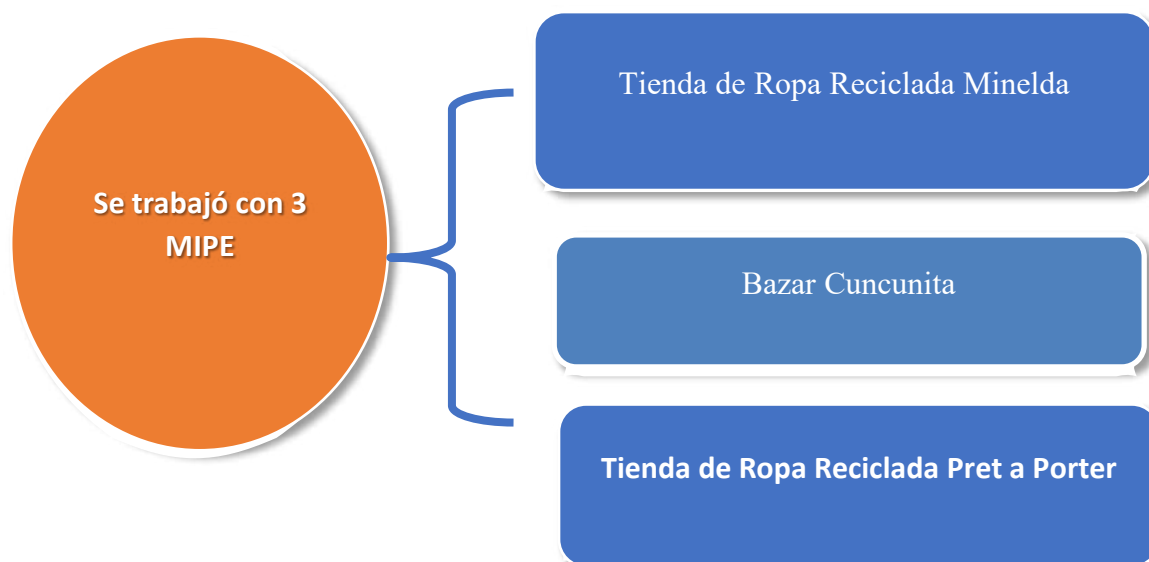 Se trabajó con 3
MIPE
Tienda de Ropa Reciclada Minelda
Bazar Cuncunita
Tienda de Ropa Reciclada Pret a Porter